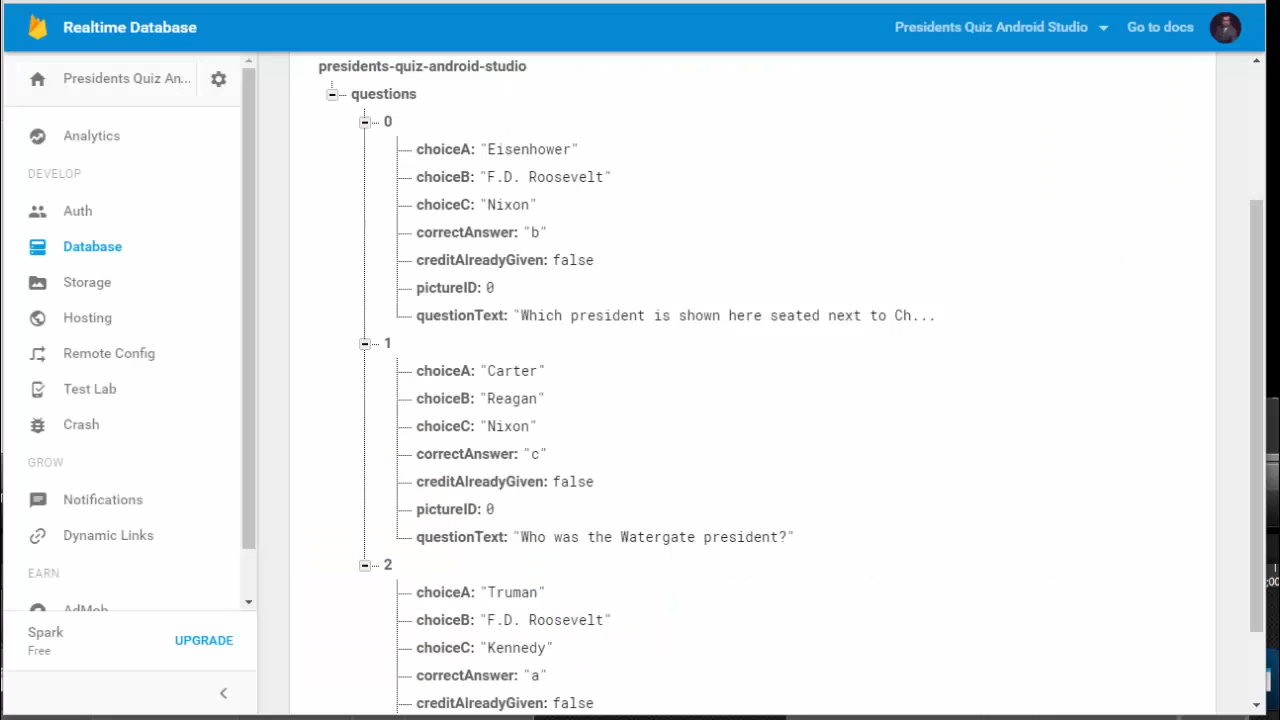 Realtime Database
Presidents Quiz Android Studio
Go to docs
Presidents Quiz An...
Analytics
DEVELOP
Auth
Database
Storage
Hosting
Remote Config
Test Lab
Crash
GROW
Notifications
Dynamic Links
EARN
AdMob
Spark
Free
UPGRADE
presidents-quiz-android-studio
questions
0
choiceA: "Eisenhower"
choiceB: "F.D. Roosevelt"
choiceC: "Nixon"
correctAnswer: "b"
creditAlreadyGiven: false
pictureID: 0
questionText: "Which president is shown here seated next to Ch...
1
choiceA: "Carter"
choiceB: "Reagan"
choiceC: "Nixon"
correctAnswer: "c"
creditAlreadyGiven: false
pictureID: 0
questionText: "Who was the Watergate president?"
2
choiceA: "Truman"
choiceB: "F.D. Roosevelt"
choiceC: "Kennedy"
correctAnswer: "a"
creditAlreadyGiven: false